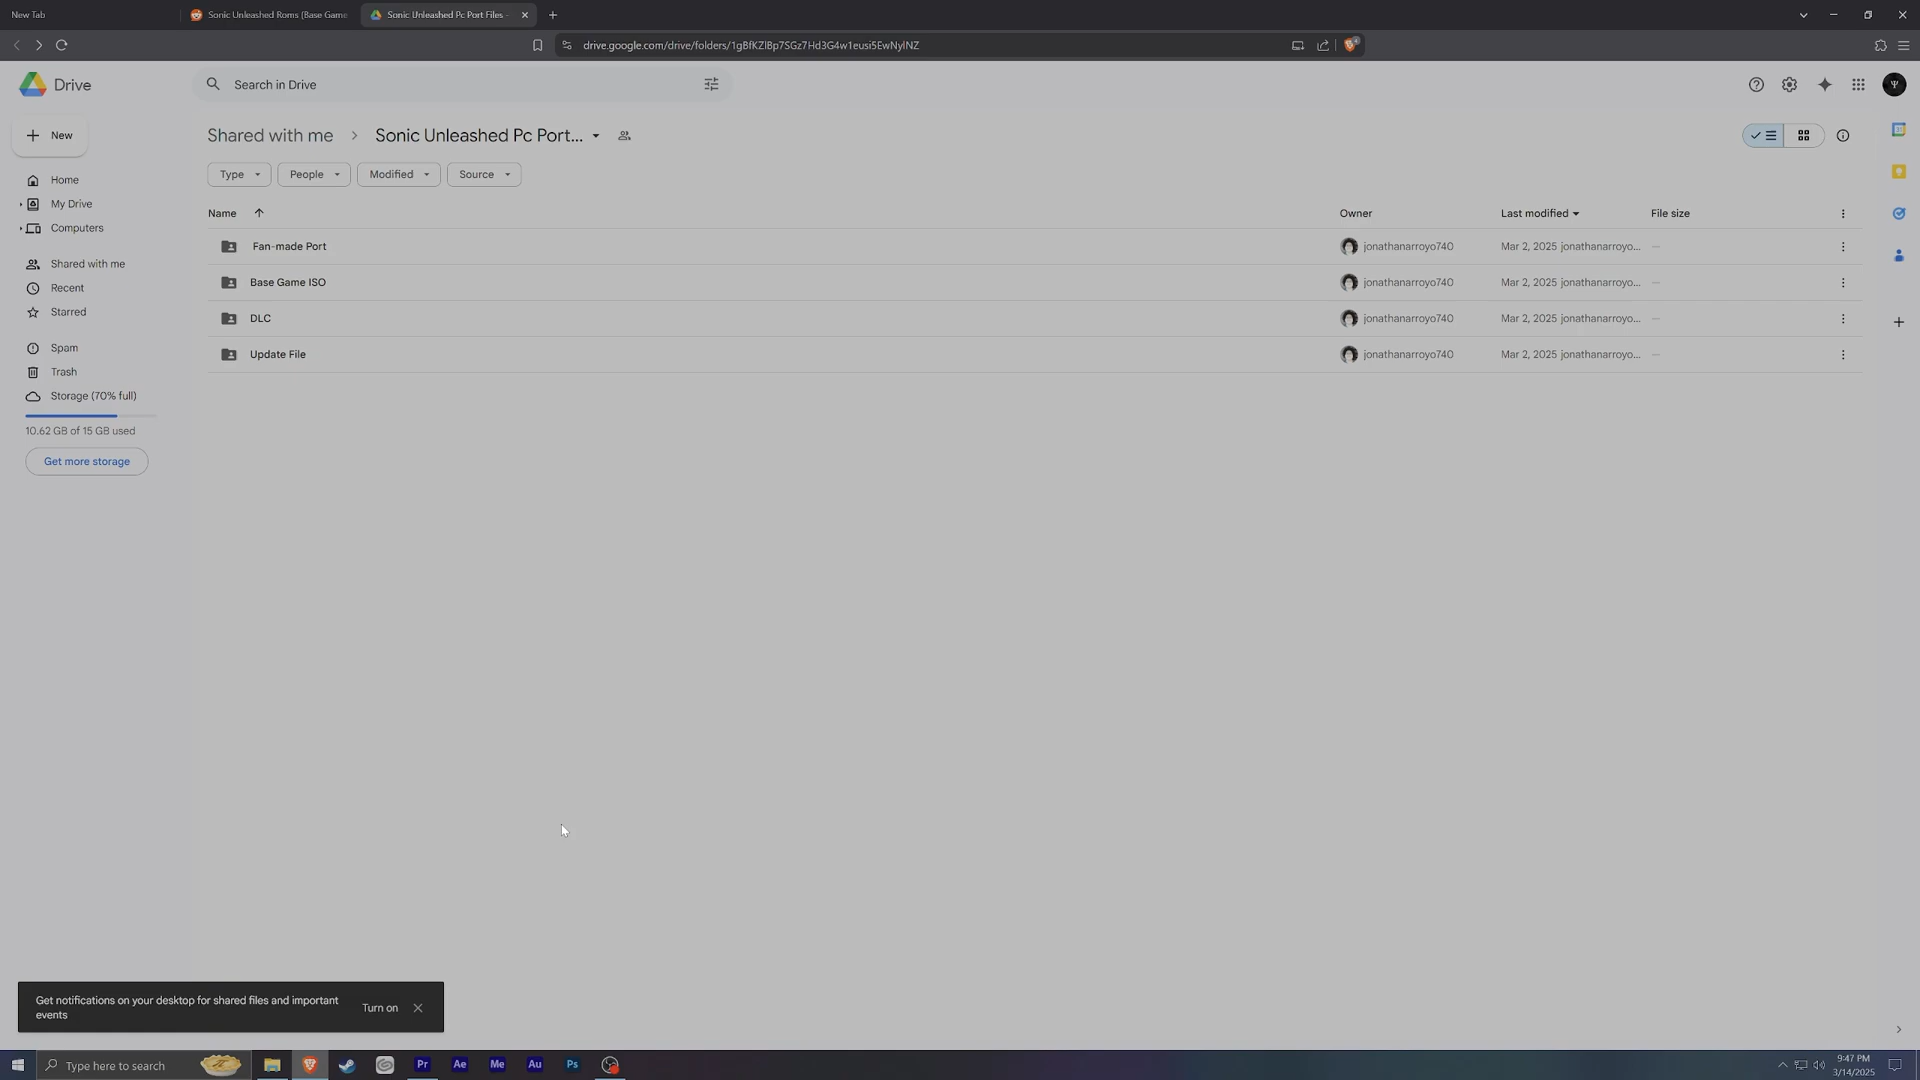 New Tab
Sonic Unleashed Roms (Base Game
Sonic Unleashed Pc Port Files -
drive.google.com/drive/folders/1gBfKZlBp7SGz7Hd3G4w1eusi5EwNylNZ
Drive
Search in Drive
New
Shared with me
Sonic Unleashed Pc Port...
Type
People
Modified
Source
Home
My Drive
Computers
Shared with me
Recent
Starred
Spam
Trash
Storage (70% full)
10.62 GB of 15 GB used
Get more storage
Name
Owner
Last modified
File size
Fan-made Port
jonathanarroyo740
Mar 2, 2025 jonathanarroyo...
Base Game ISO
jonathanarroyo740
Mar 2, 2025 jonathanarroyo...
DLC
jonathanarroyo740
Mar 2, 2025 jonathanarroyo...
Update File
jonathanarroyo740
Mar 2, 2025 jonathanarroyo...
Get notifications on your desktop for shared files and important
events
Turn on
Type here to search
Pr
Ae
Me
Au
Ps
9:47 PM
3/14/2025